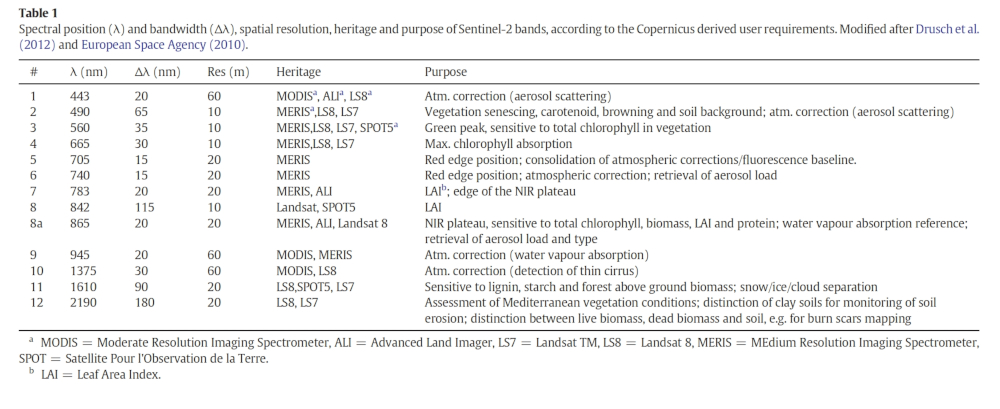 Table 1
Spectral position (λ) and bandwidth (Δλ), spatial resolution, heritage and purpose of Sentinel-2 bands, according to the Copernicus derived user requirements. Modified after Drusch et al.
(2012) and European Space Agency (2010).
# λ (nm) Δλ (nm) Res (m) Heritage Purpose
1 443 20 60 MODISa, ALIa, LS8a Atm. correction (aerosol scattering)
2 490 65 10 MERISa,LS8, LS7 Vegetation senescing, carotenoid, browning and soil background; atm. correction (aerosol scattering)
3 560 35 10 MERIS,LS8, LS7, SPOT5a Green peak, sensitive to total chlorophyll in vegetation
4 665 30 10 MERIS,LS8, LS7 Max. chlorophyll absorption
5 705 15 20 MERIS Red edge position; consolidation of atmospheric corrections/fluorescence baseline.
6 740 15 20 MERIS Red edge position; atmospheric correction; retrieval of aerosol load
7 783 20 20 MERIS, ALI LAIb; edge of the NIR plateau
8 842 115 10 Landsat, SPOT5 LAI
8a 865 20 20 MERIS, ALI, Landsat 8 NIR plateau, sensitive to total chlorophyll, biomass, LAI and protein; water vapour absorption reference;
retrieval of aerosol load and type
9 945 20 60 MODIS, MERIS Atm. correction (water vapour absorption)
10 1375 30 60 MODIS, LS8 Atm. correction (detection of thin cirrus)
11 1610 90 20 LS8,SPOT5, LS7 Sensitive to lignin, starch and forest above ground biomass; snow/ice/cloud separation
12 2190 180 20 LS8, LS7 Assessment of Mediterranean vegetation conditions; distinction of clay soils for monitoring of soil
erosion; distinction between live biomass, dead biomass and soil, e.g. for burn scars mapping
a MODIS = Moderate Resolution Imaging Spectrometer, ALI = Advanced Land Imager, LS7 = Landsat TM, LS8 = Landsat 8, MERIS = MEdium Resolution Imaging Spectrometer,
SPOT = Satellite Pour l'Observation de la Terre.
b LAI = Leaf Area Index.